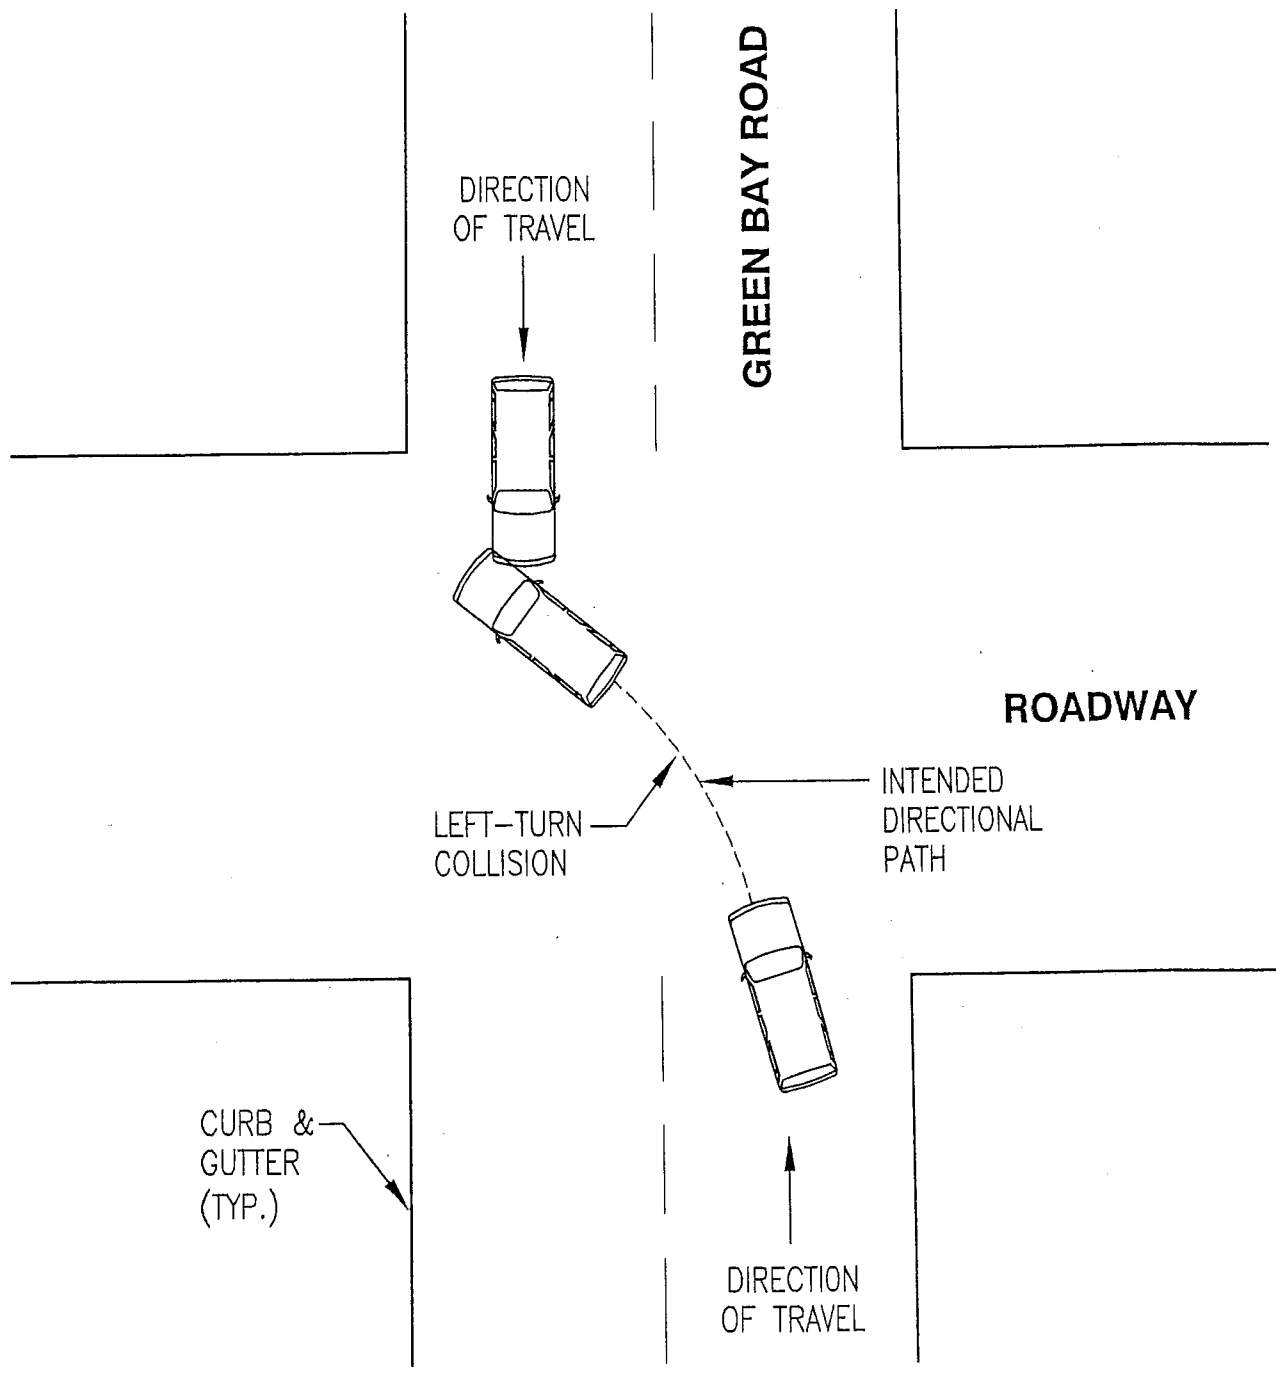 GREEN BAY ROAD
DIRECTION
OF TRAVEL
ROADWAY
INTENDED
DIRECTIONAL
PATH
LEFT-TURN
COLLISION
CURB &
GUTTER
(TYP.)
DIRECTION
OF TRAVEL